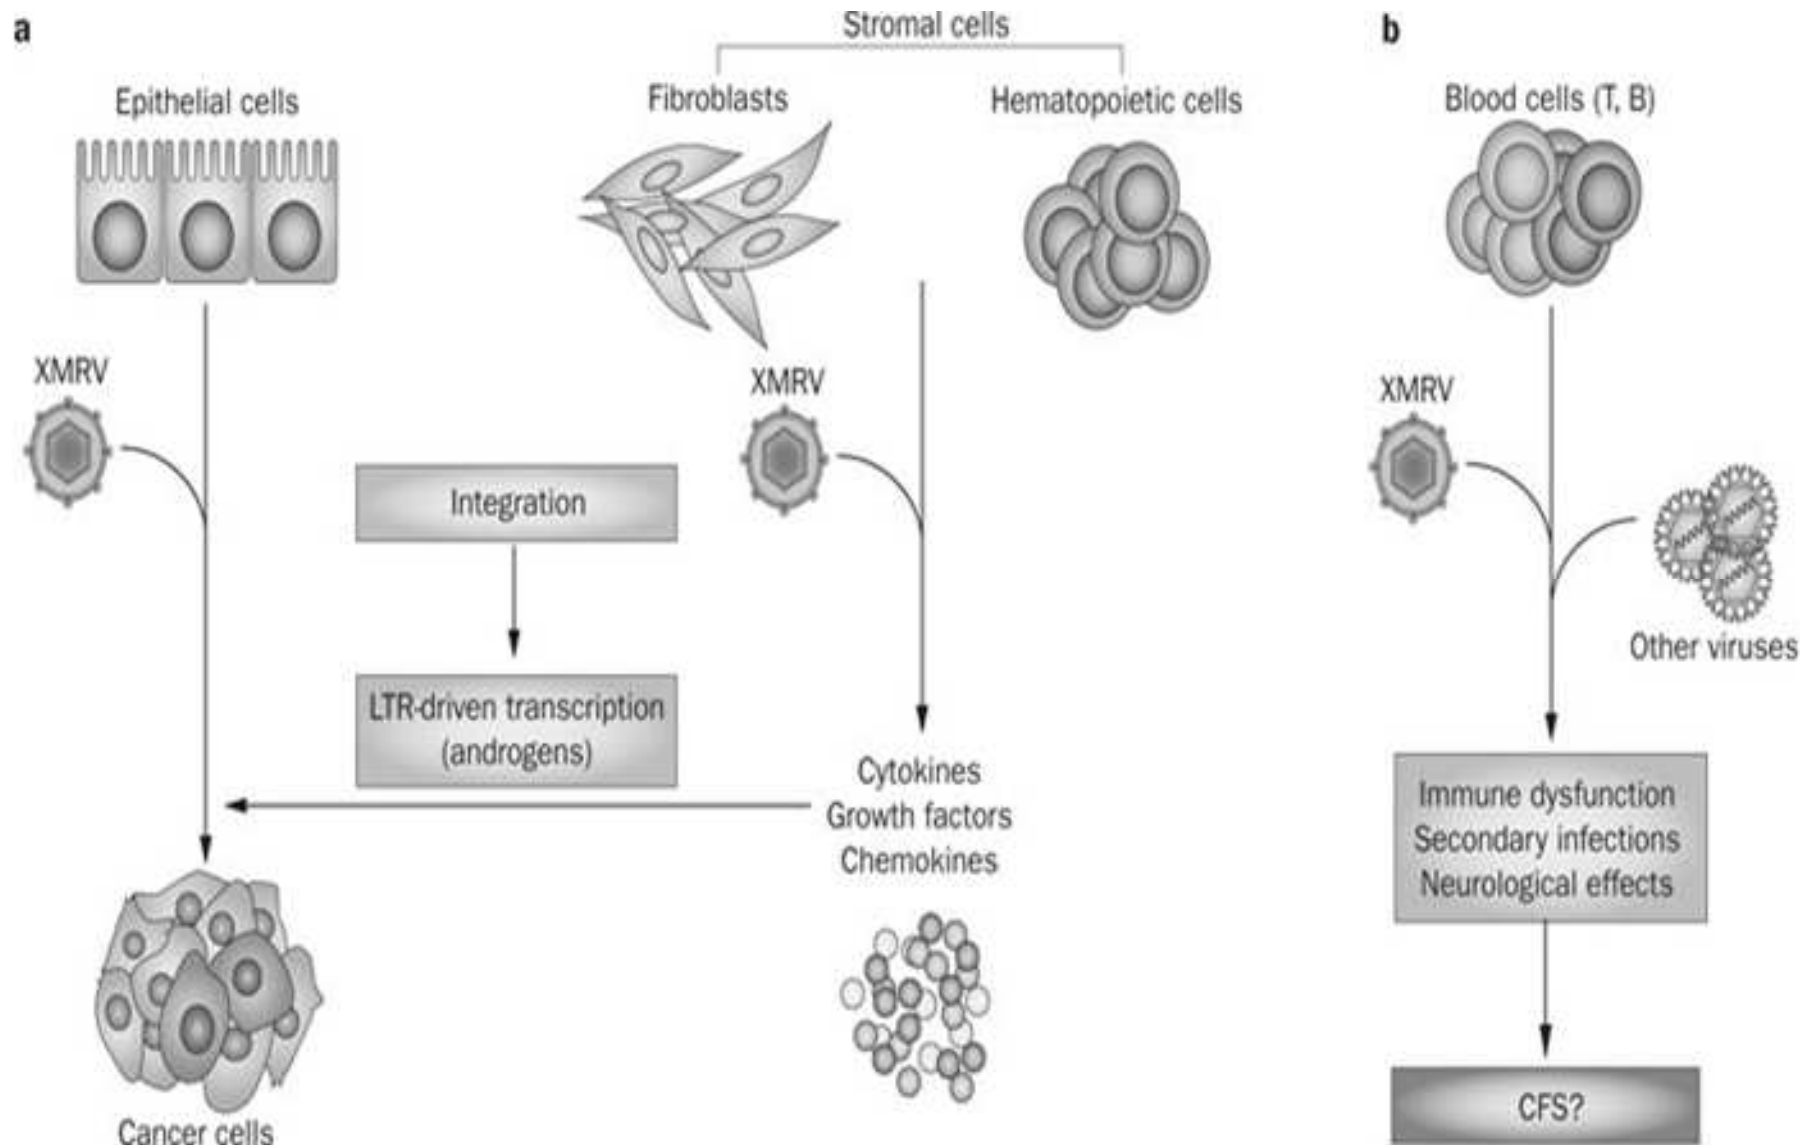 a
Stromal cells
Epithelial cells
Fibroblasts
Hematopoietic cells
XMRV
XMRV
Integration
LTR-driven transcription
(androgens)
Cytokines
Growth factors
Chemokines
Cancer cells
b
Blood cells (T, B)
XMRV
Other viruses
Immune dysfunction
Secondary infections
Neurological effects
CFS?